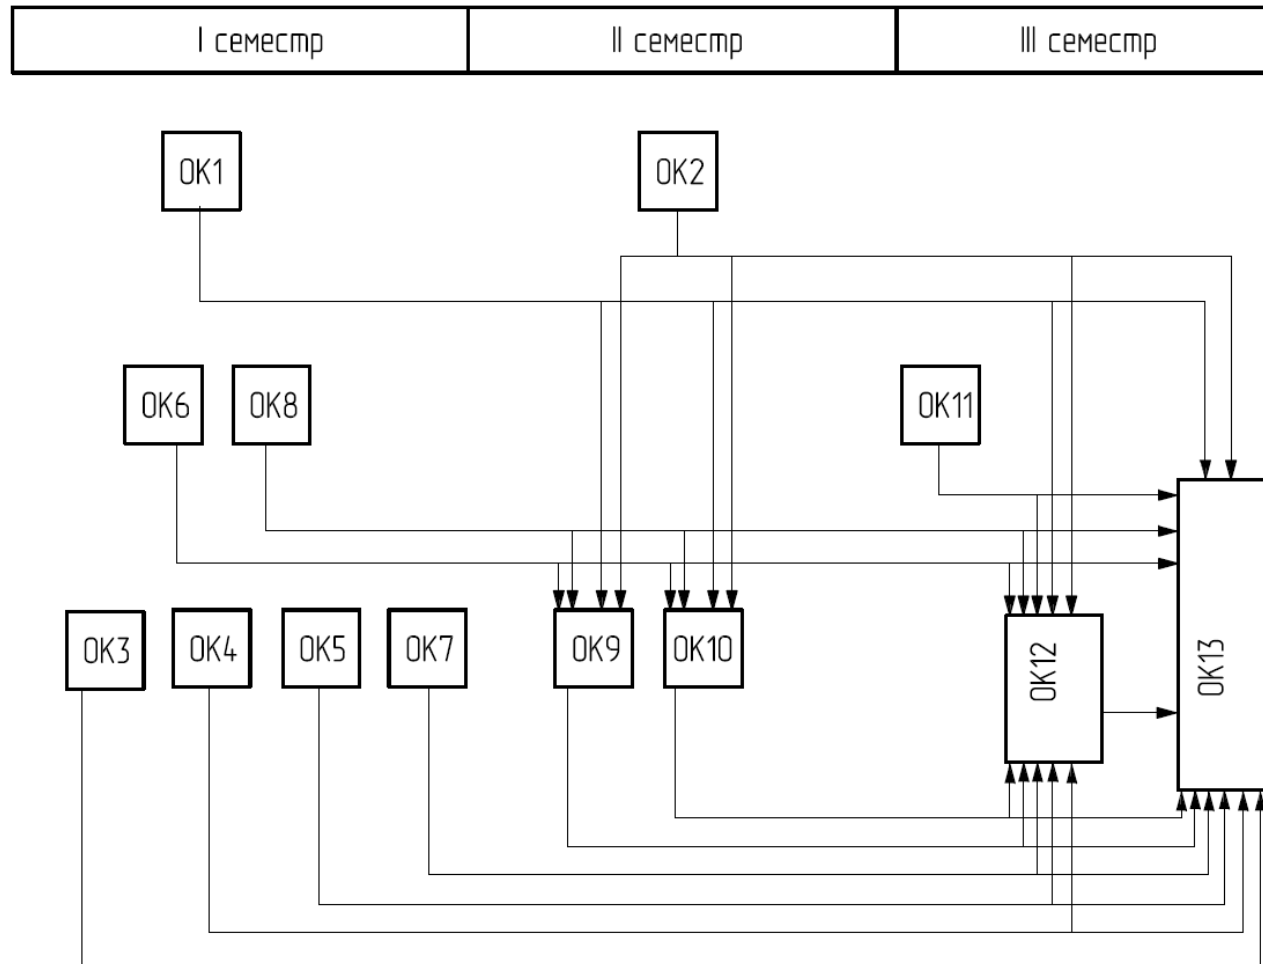 І семестр
ІІ семестр
ІІІ семестр
ОК1
ОК2
ОК6
ОК8
ОК11
ОК3
ОК4
ОК5
ОК7
ОК9
ОК10
ОК12
ОК13